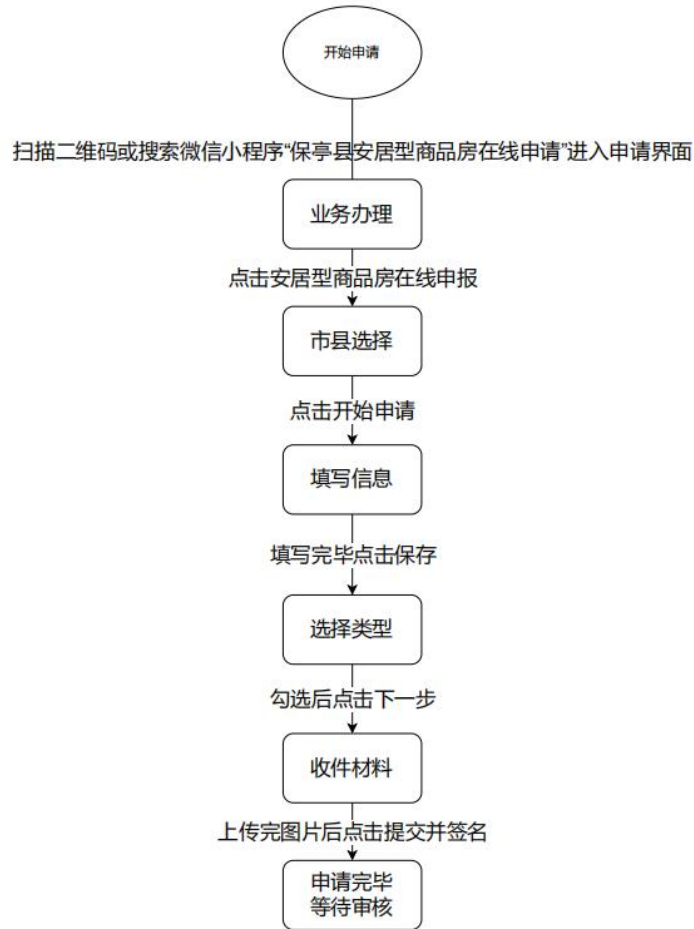 开始申请
扫描二维码或搜索微信小程序“保亭县安居型商品房在线申请”进入申请界面
业务办理
点击安居型商品房在线申报
市县选择
点击开始申请
填写信息
填写完毕点击保存
选择类型
勾选后点击下一步
收件材料
上传完图片后点击提交并签名
申请完毕
等待审核